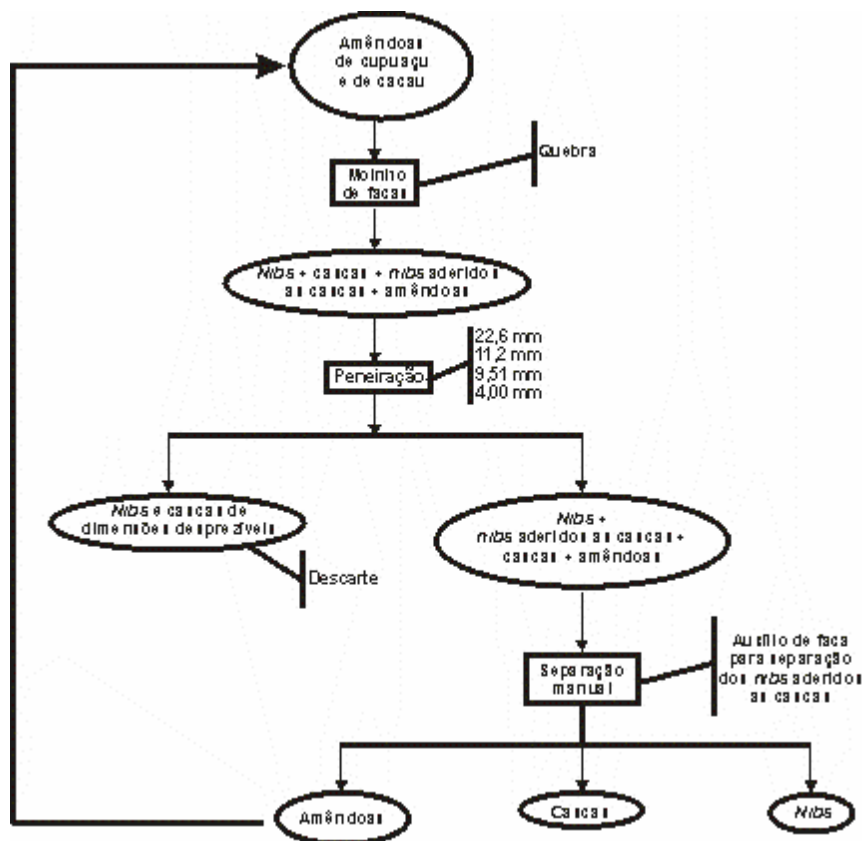 Amêndoas
de cupuaçu
e de cacau
Quebra
Moinho
de facas
Nibs + cascas + nibs aderidos
às cascas + amêndoas
22,6 mm
11,2 mm
9,51 mm
4,00 mm
Peneiração
Nibs e cascas de
dimensões desprezíveis
Descarte
Nibs +
nibs aderidos às cascas +
cascas + amêndoas
Auxílio de faca
para separação
dos nibs aderidos
às cascas
Separação
manual
Amêndoas
Cascas
Nibs